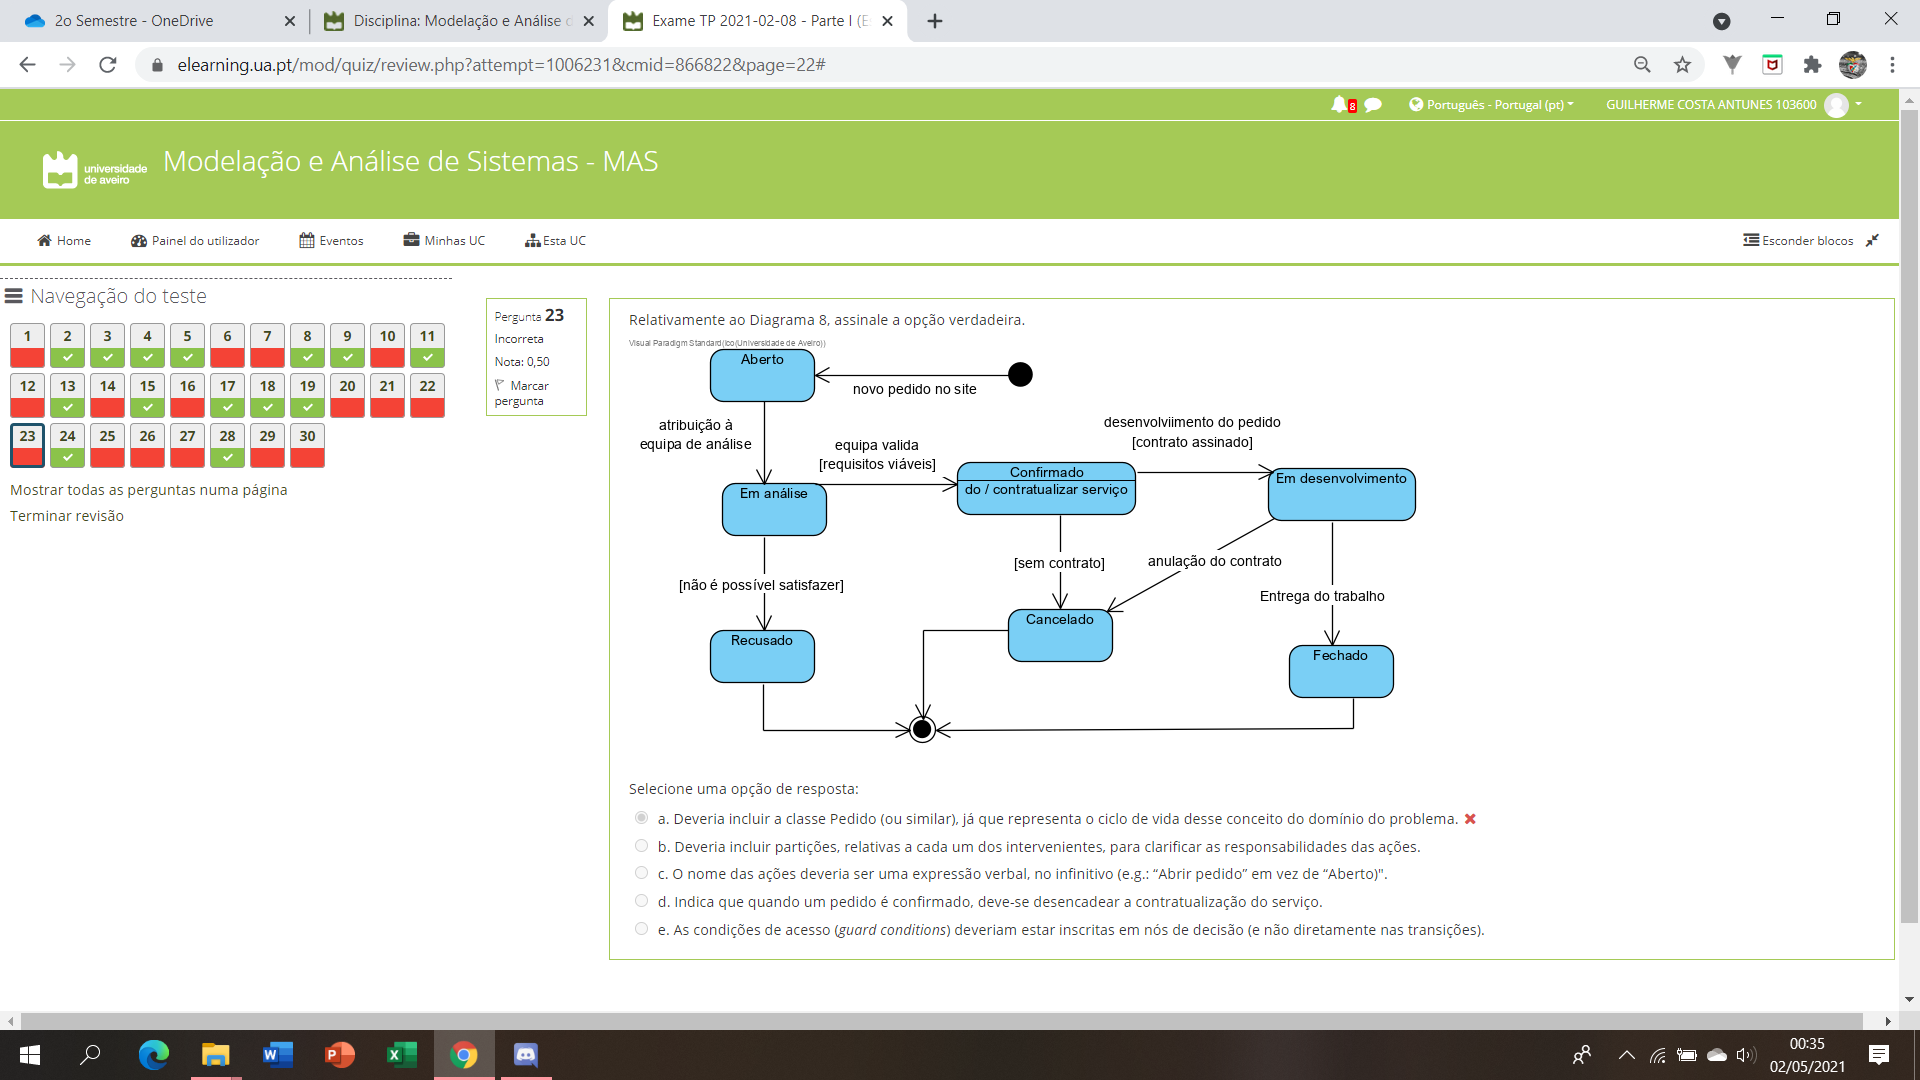 2o Semestre - OneDrive
Disciplina: Modelação e Análise d
Exame TP 2021-02-08 - Parte I (E
elearning.ua.pt/mod/quiz/review.php?attempt=1006231&cmid=866822&page=22#
8
Português - Portugal (pt)
GUILHERME COSTA ANTUNES 103600
universidade de aveiro
Modelação e Análise de Sistemas - MAS
Home
Painel do utilizador
Eventos
Minhas UC
Esta UC
Esconder blocos
Navegação do teste
1 2 3 4 5 6 7 8 9 10 11
12 13 14 15 16 17 18 19 20 21 22
23 24 25 26 27 28 29 30
Mostrar todas as perguntas numa página
Terminar revisão
Pergunta 23
Incorreta
Nota: 0,50
Marcar
pergunta
Relativamente ao Diagrama 8, assinale a opção verdadeira.
Visual Paradigm Standard(ico(Universidade de Aveiro))
Aberto
novo pedido no site
atribuição à
equipa de análise
equipa valida
[requisitos viáveis]
desenvolviimento do pedido
[contrato assinado]
Em análise
Confirmado
do / contratualizar serviço
Em desenvolvimento
[não é possível satisfazer]
[sem contrato]
anulação do contrato
Entrega do trabalho
Recusado
Cancelado
Fechado
Selecione uma opção de resposta:
a. Deveria incluir a classe Pedido (ou similar), já que representa o ciclo de vida desse conceito do domínio do problema.
b. Deveria incluir partições, relativas a cada um dos intervenientes, para clarificar as responsabilidades das ações.
c. O nome das ações deveria ser uma expressão verbal, no infinitivo (e.g.: “Abrir pedido” em vez de “Aberto)".
d. Indica que quando um pedido é confirmado, deve-se desencadear a contratualização do serviço.
e. As condições de acesso (guard conditions) deveriam estar inscritas em nós de decisão (e não diretamente nas transições).
00:35
02/05/2021